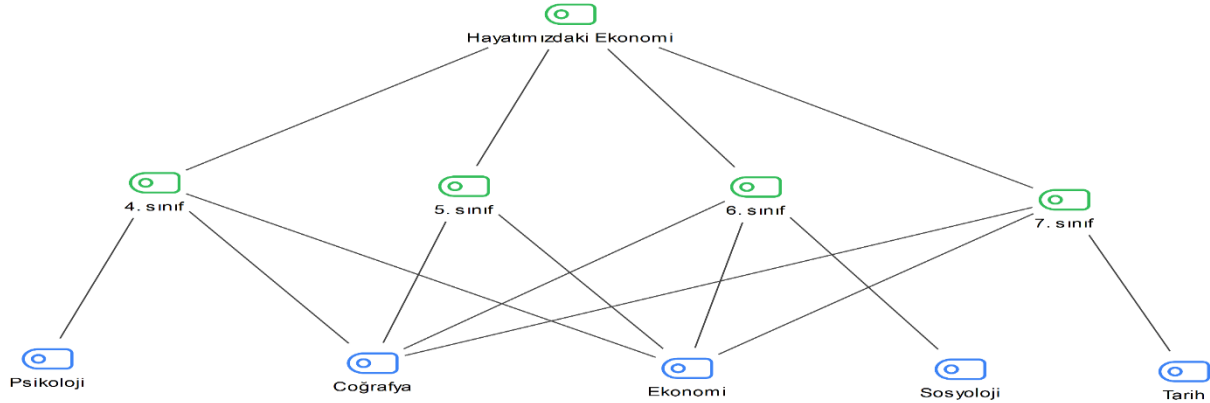 Hayatımızdaki Ekonomi
4. sınıf
5. sınıf
6. sınıf
7. sınıf
Psikoloji
Coğrafya
Ekonomi
Sosyoloji
Tarih